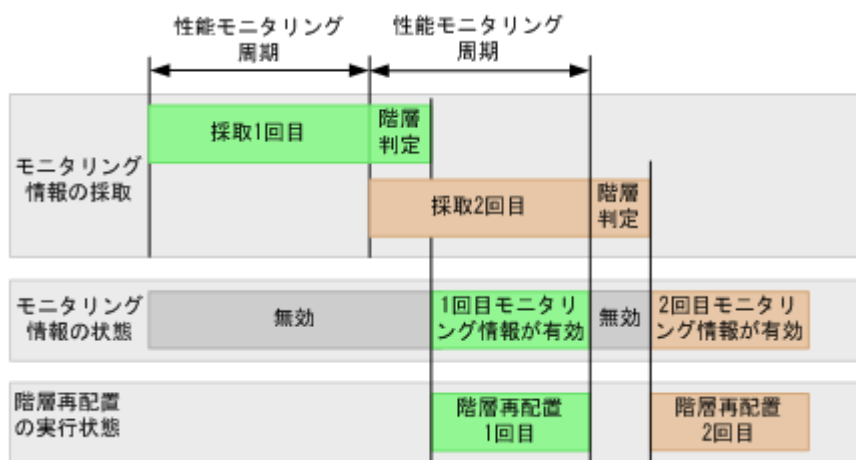 性能モニタリング
周期
性能モニタリング
周期
モニタリング
情報の採取
採取1回目
階層
判定
採取2回目
階層
判定
モニタリング
情報の状態
無効
1回目モニタリ
ング情報が有効
無効
2回目モニタリ
ング情報が有効
階層再配置
の実行状態
階層再配置
1回目
階層再配置
2回目